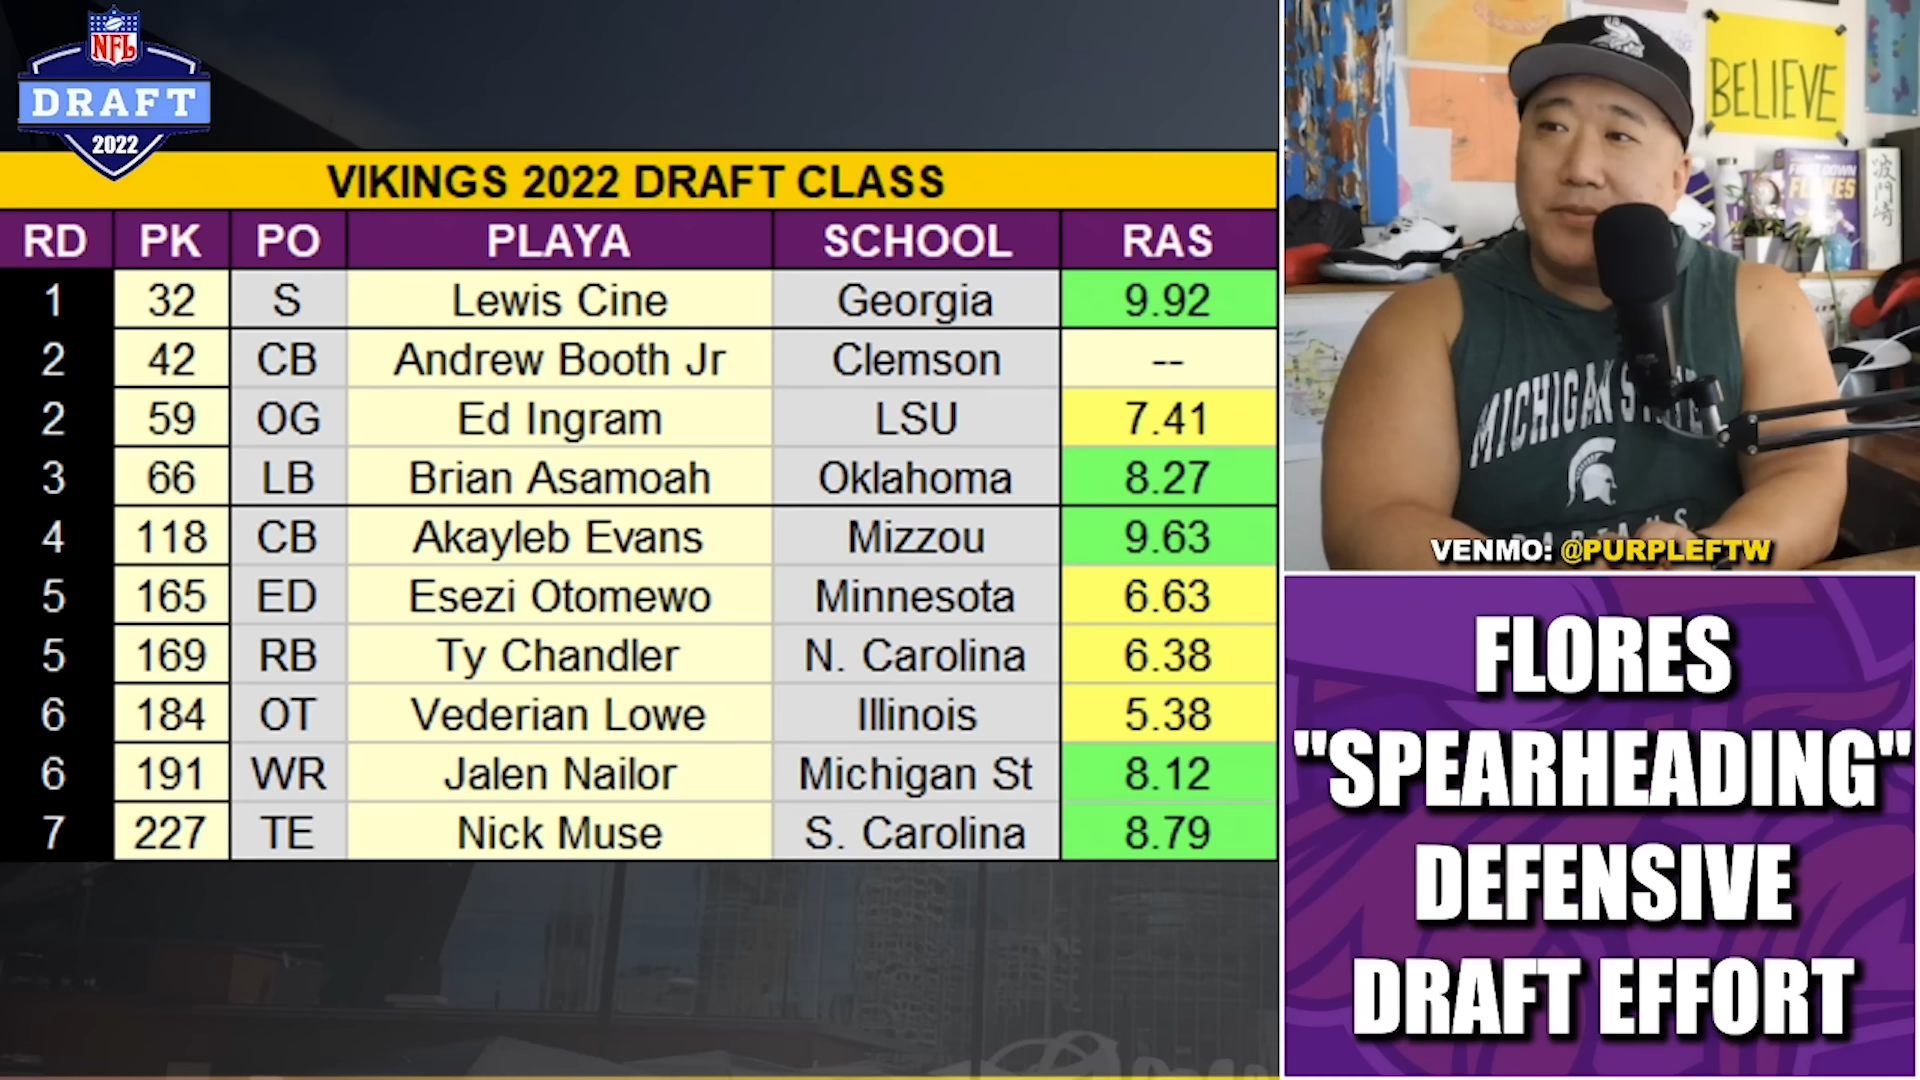 NFL
DRAFT
2022
VIKINGS 2022 DRAFT CLASS
RD PK PO PLAYA SCHOOL RAS
1 32 S Lewis Cine Georgia 9.92
2 42 CB Andrew Booth Jr Clemson --
2 59 OG Ed Ingram LSU 7.41
3 66 LB Brian Asamoah Oklahoma 8.27
4 118 CB Akayleb Evans Mizzou 9.63
5 165 ED Esezi Otomewo Minnesota 6.63
5 169 RB Ty Chandler N. Carolina 6.38
6 184 OT Vederian Lowe Illinois 5.38
6 191 WR Jalen Nailor Michigan St 8.12
7 227 TE Nick Muse S. Carolina 8.79
BELIEVE
MICHIGAN
VENMO: @PURPLEFTW
FLORES
"SPEARHEADING"
DEFENSIVE
DRAFT EFFORT